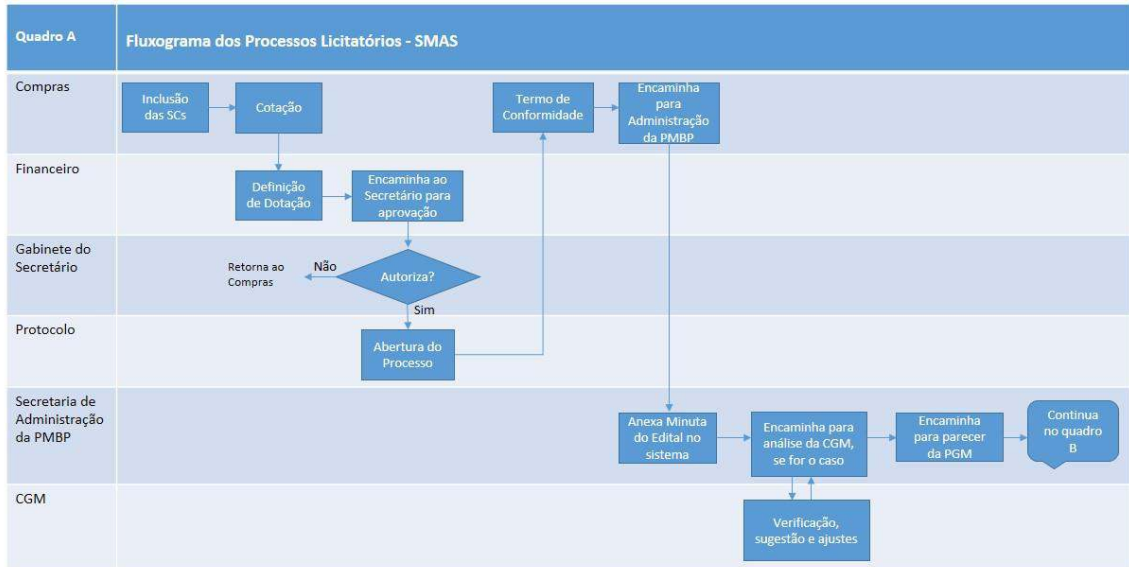 Quadro A
Fluxograma dos Processos Licitatórios - SMAS
Compras
Inclusão
das SCs
Cotação
Termo de
Conformidade
Encaminha
para
Administração
da PMBP
Financeiro
Definição
de Dotação
Encaminha ao
Secretário para
aprovação
Gabinete do
Secretário
Retorna ao
Compras
Não
Autoriza?
Sim
Protocolo
Abertura do
Processo
Secretaria de
Administração
da PMBP
Anexa Minuta
do Edital no
sistema
Encaminha para
análise da CGM,
se for o caso
Encaminha
para parecer
da PGM
Continua
no quadro
B
CGM
Verificação,
sugestão e ajustes